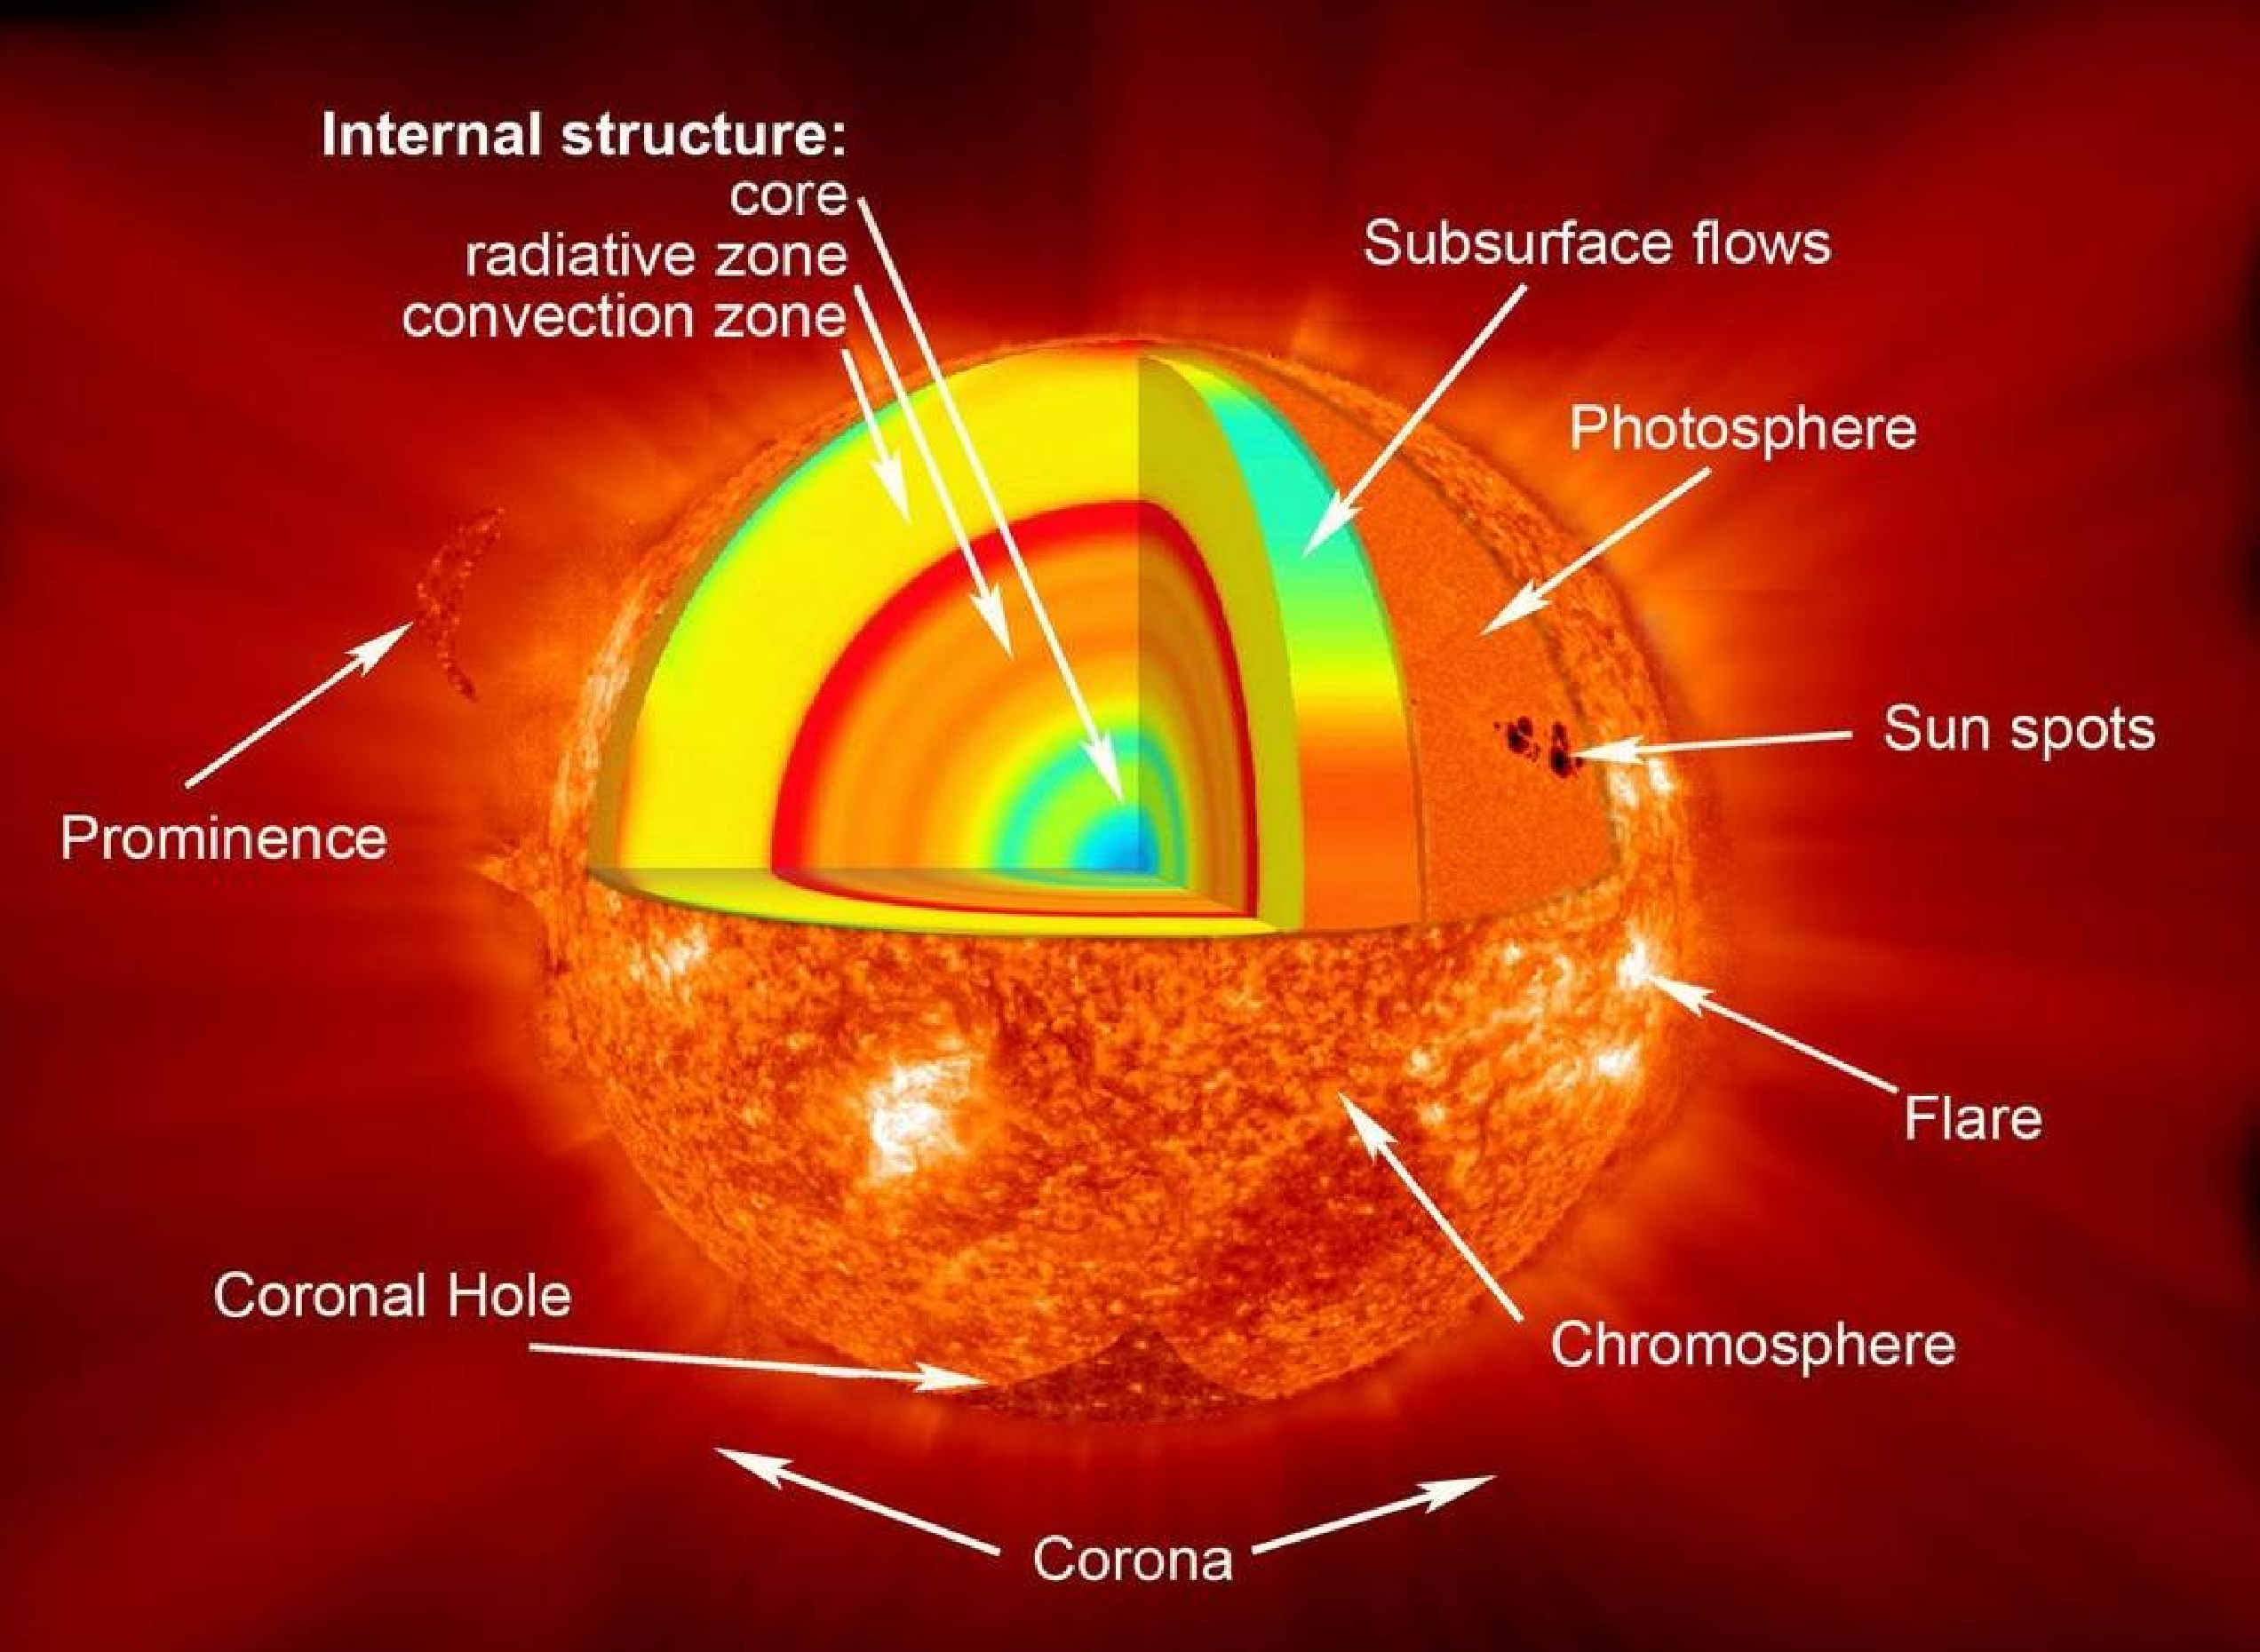 Internal structure:
core
radiative zone
convection zone
Subsurface flows
Photosphere
Sun spots
Prominence
Flare
Coronal Hole
Chromosphere
Corona